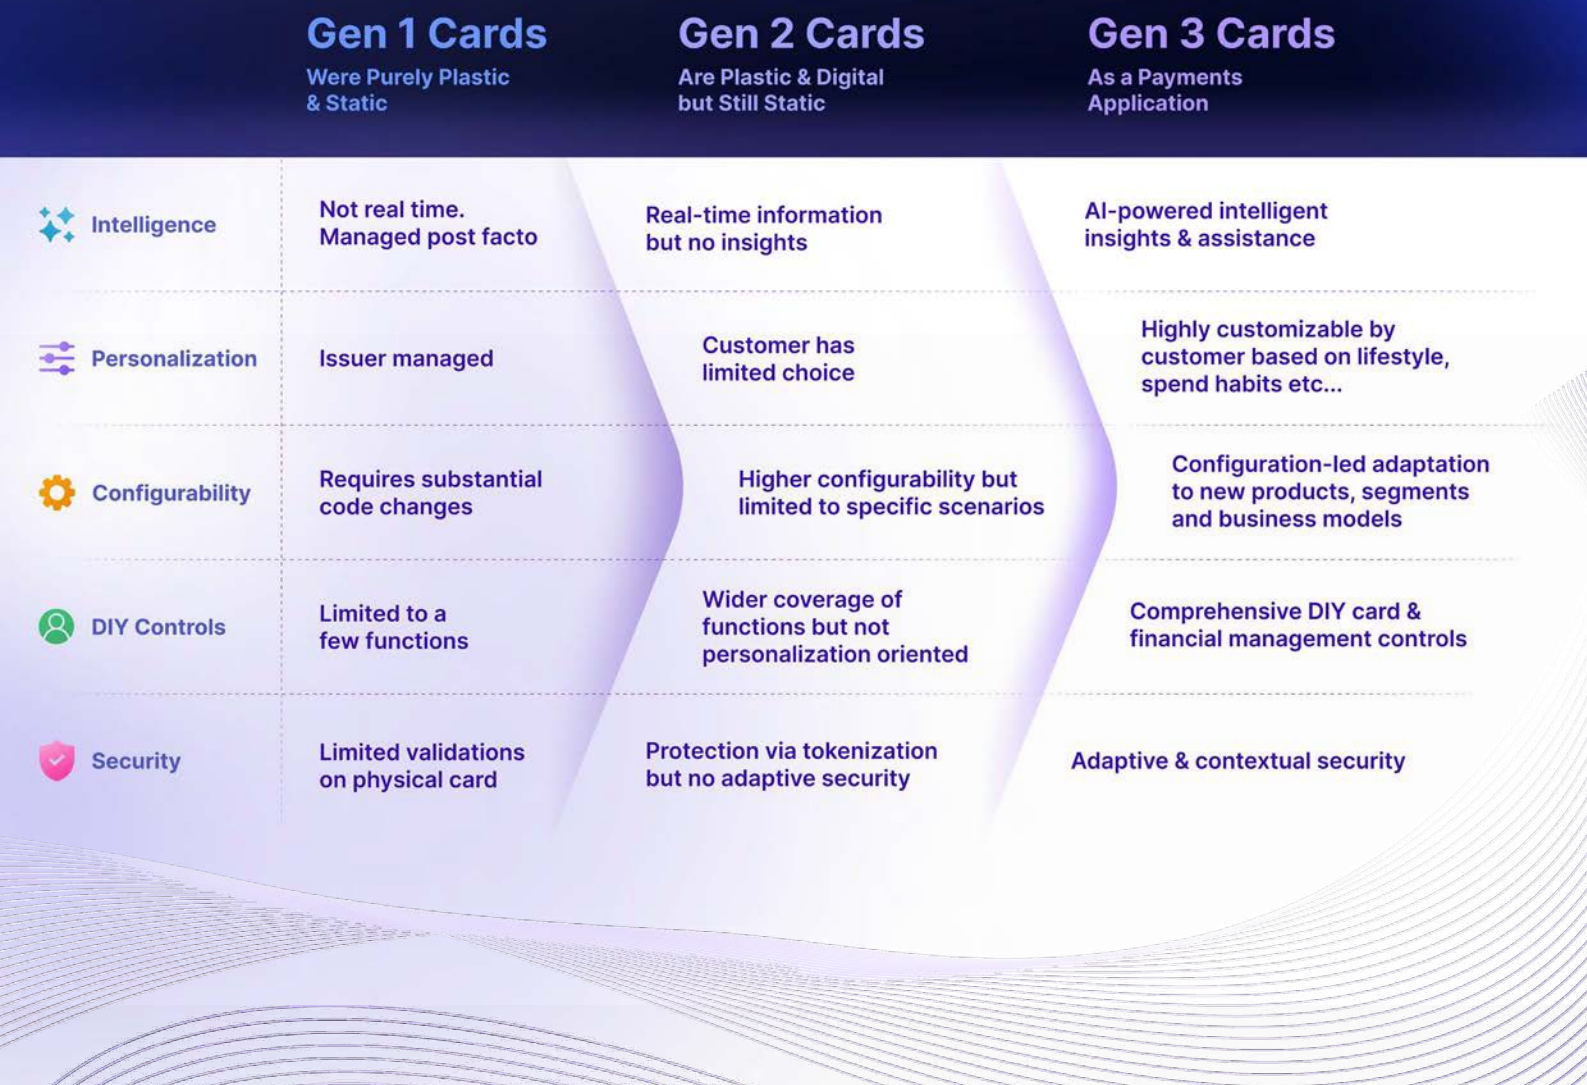 Gen 1 Cards
Were Purely Plastic
& Static
Gen 2 Cards
Are Plastic & Digital
but Still Static
Gen 3 Cards
As a Payments
Application
Intelligence
Not real time.
Managed post facto
Real-time information
but no insights
AI-powered intelligent
insights & assistance
Personalization
Issuer managed
Customer has
limited choice
Highly customizable by
customer based on lifestyle,
spend habits etc...
Configurability
Requires substantial
code changes
Higher configurability but
limited to specific scenarios
Configuration-led adaptation
to new products, segments
and business models
DIY Controls
Limited to a
few functions
Wider coverage of
functions but not
personalization oriented
Comprehensive DIY card &
financial management controls
Security
Limited validations
on physical card
Protection via tokenization
but no adaptive security
Adaptive & contextual security